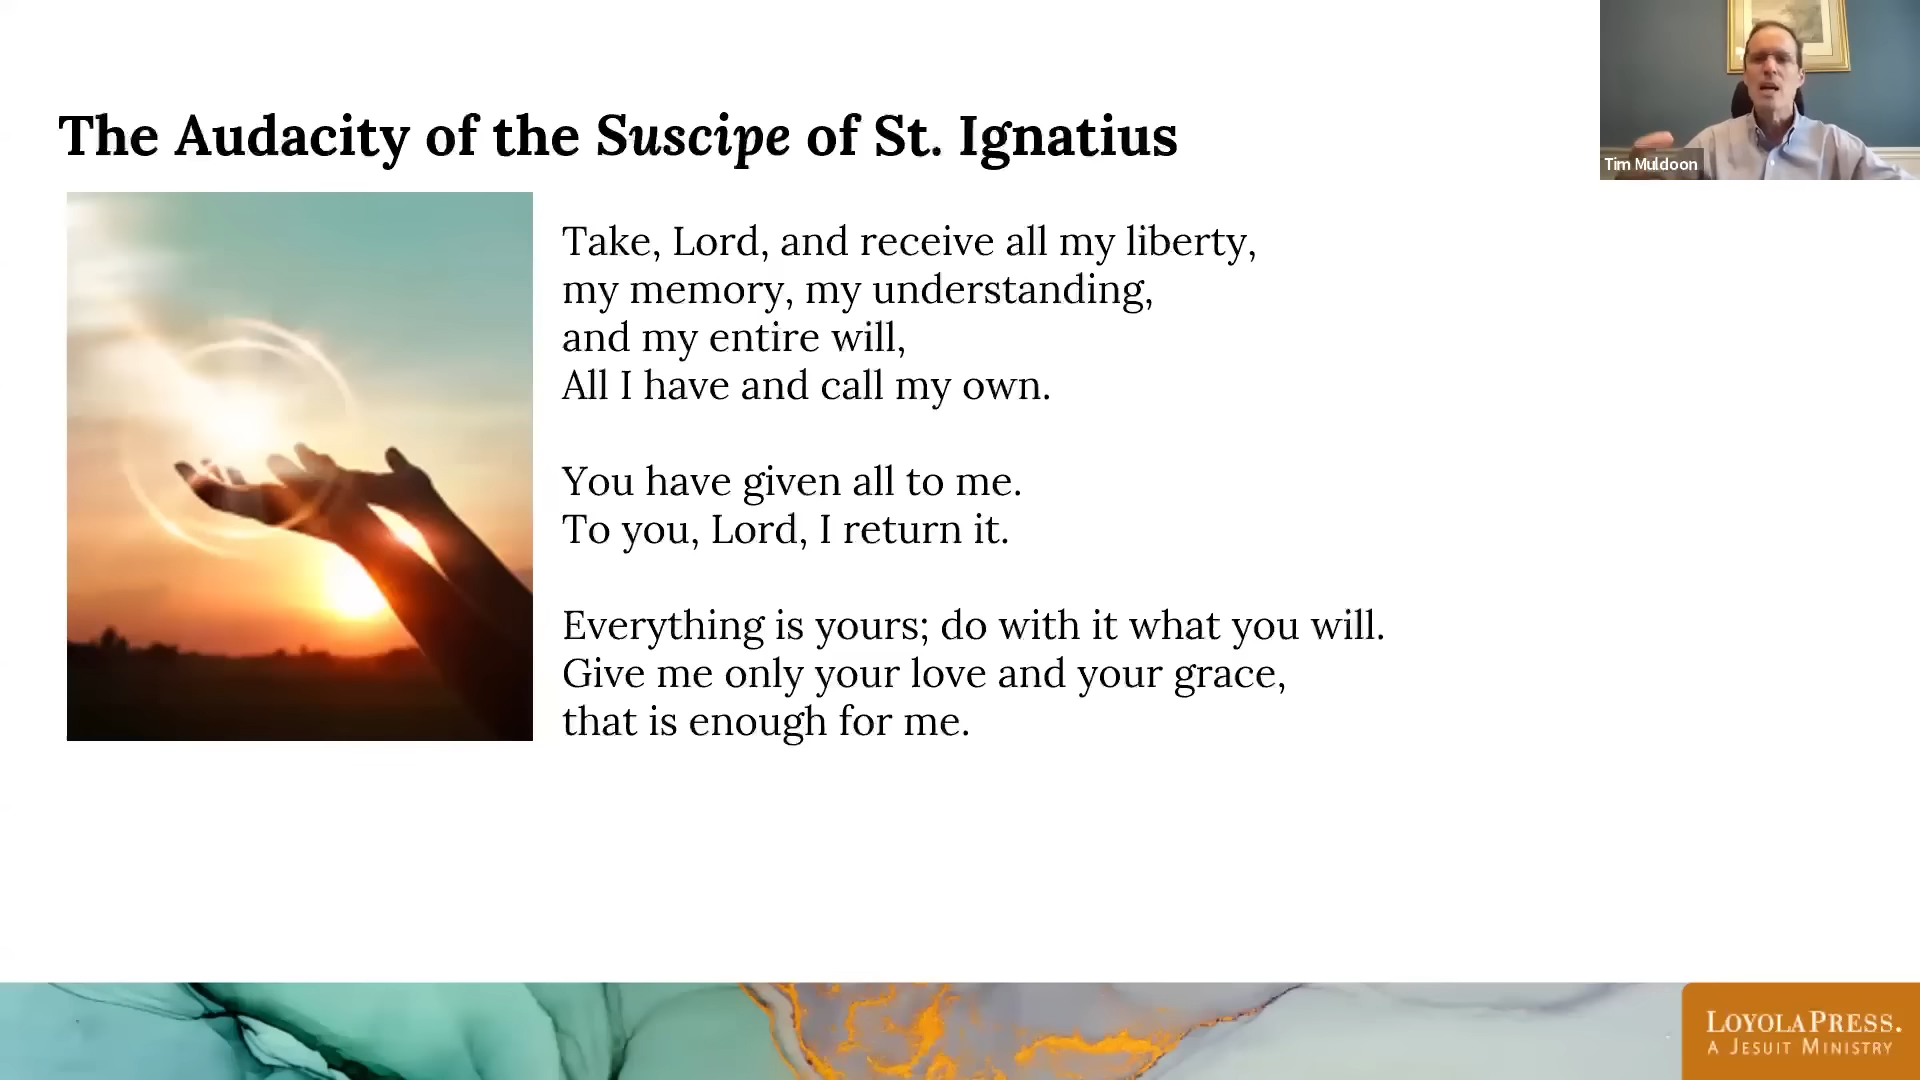 The Audacity of the Suscipe of St. Ignatius
Tim Muldoon
Take, Lord, and receive all my liberty,
my memory, my understanding,
and my entire will,
All I have and call my own.
You have given all to me.
To you, Lord, I return it.
Everything is yours; do with it what you will.
Give me only your love and your grace,
that is enough for me.
LOYOLA PRESS.
A JESUIT MINISTRY